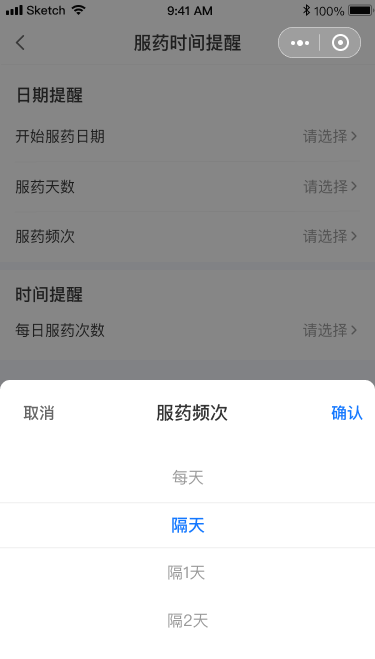 Sketch 9:41 AM 100%
服药时间提醒
日期提醒
开始服药日期 请选择
服药天数 请选择
服药频次 请选择
时间提醒
每日服药次数 请选择
取消 服药频次 确认
每天
隔天
隔1天
隔2天